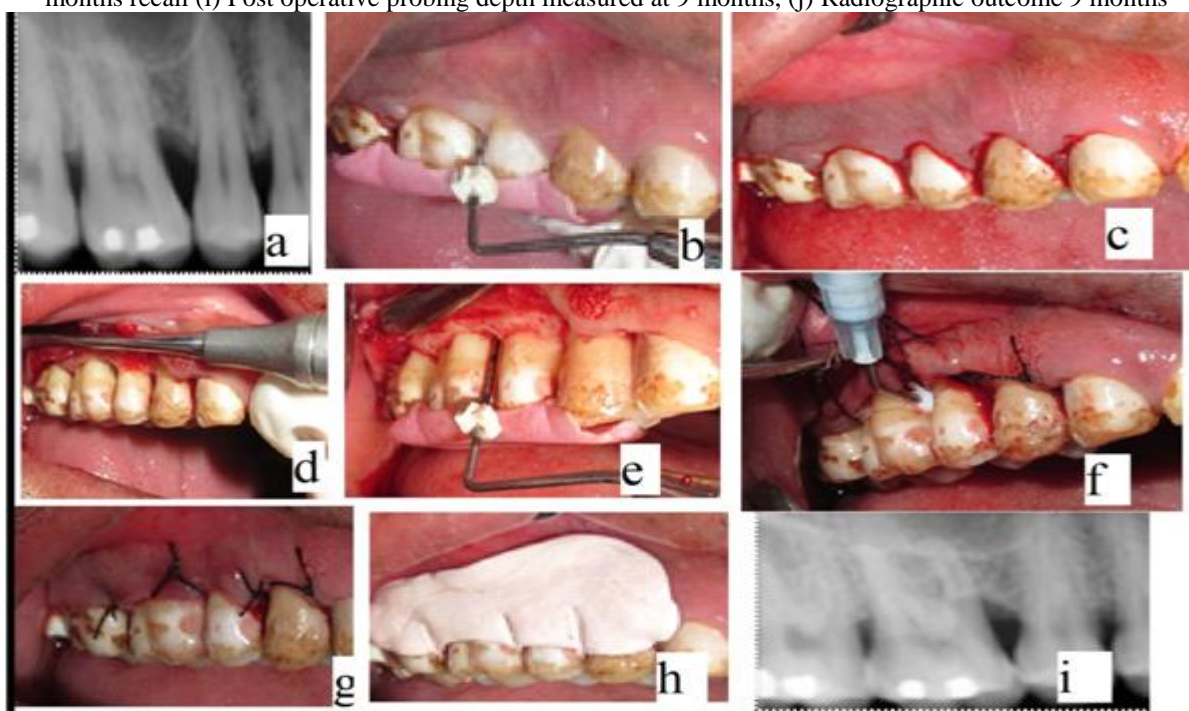 months recall (i) Post operative probing depth measured at 9 months, (j) Radiographic outcome 9 months
a
b
c
d
e
f
g
h
i